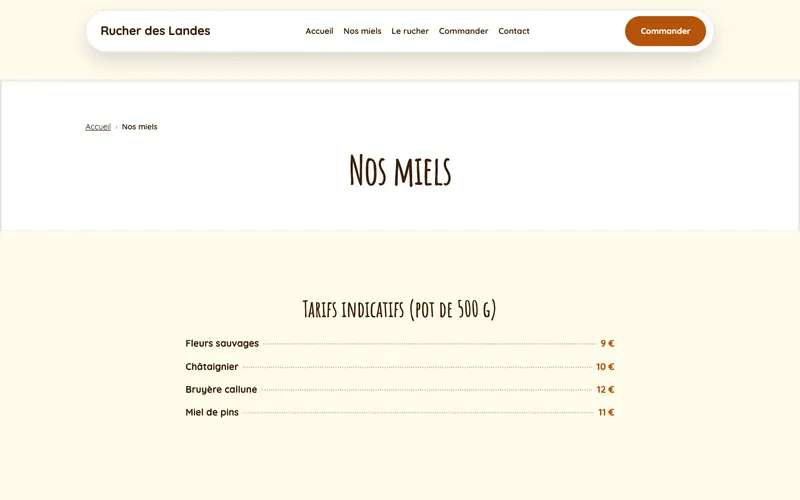 Rucher des Landes
Accueil Nos miels Le rucher Commander Contact
Commander
Accueil › Nos miels
Nos miels
Tarifs indicatifs (pot de 500 g)
Fleurs sauvages 9 €
Châtaignier 10 €
Bruyère callune 12 €
Miel de pins 11 €